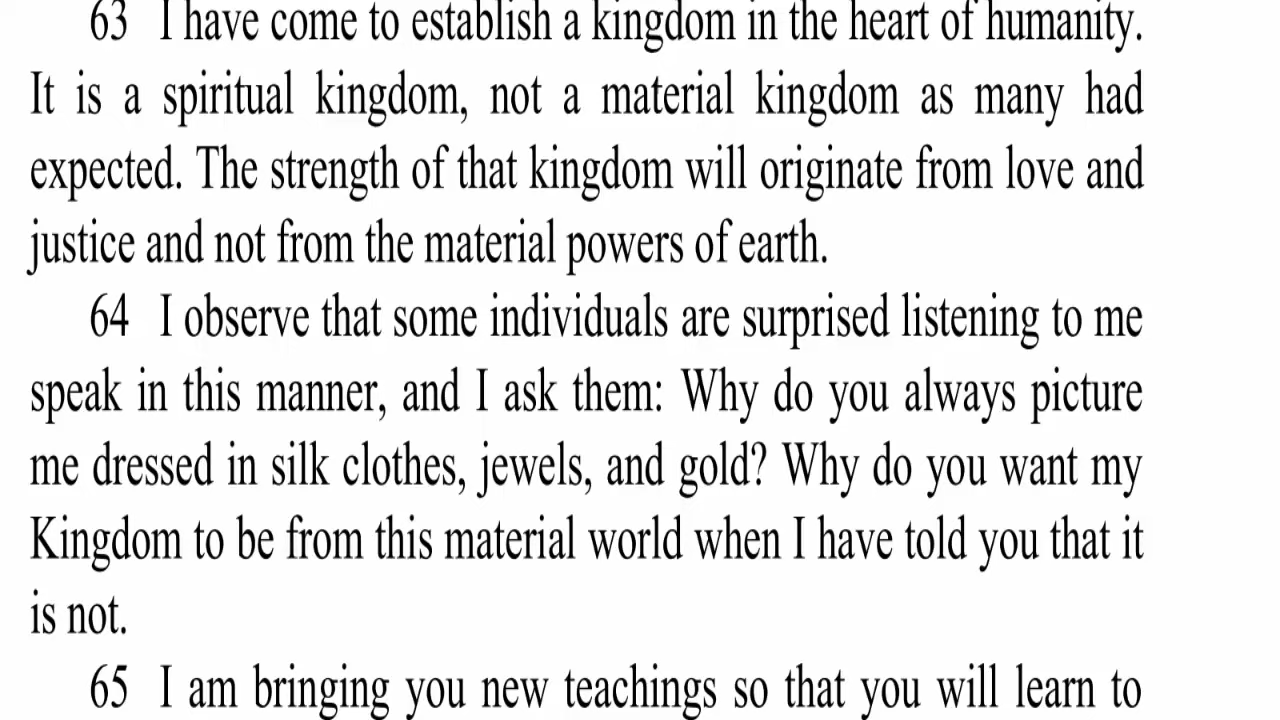 63 I have come to establish a kingdom in the heart of humanity.
It is a spiritual kingdom, not a material kingdom as many had
expected. The strength of that kingdom will originate from love and
justice and not from the material powers of earth.
64 I observe that some individuals are surprised listening to me
speak in this manner, and I ask them: Why do you always picture
me dressed in silk clothes, jewels, and gold? Why do you want my
Kingdom to be from this material world when I have told you that it
is not.
65 I am bringing you new teachings so that you will learn to